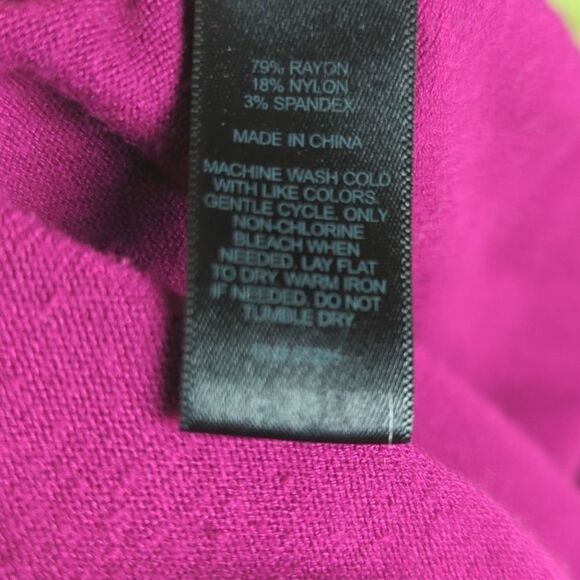 79% RAYON
18% NYLON
3% SPANDEX
MADE IN CHINA
MACHINE WASH COLD
WITH LIKE COLORS.
GENTLE CYCLE. ONLY
NON-CHLORINE
BLEACH WHEN
NEEDED. LAY FLAT
TO DRY. WARM IRON
IF NEEDED. DO NOT
TUMBLE DRY.